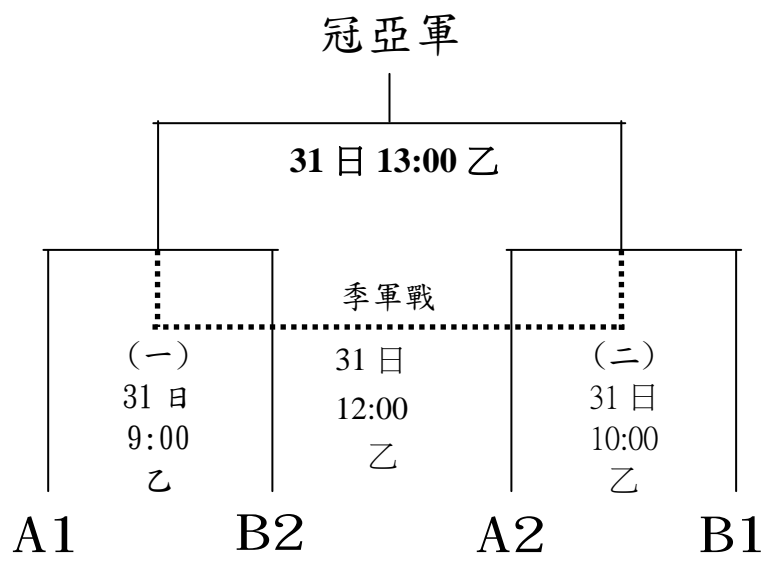 冠亞軍
31 日 13:00 乙
季軍戰
31 日
12:00
乙
(一)
31 日
9:00
乙
(二)
31 日
10:00
乙
A1
B2
A2
B1